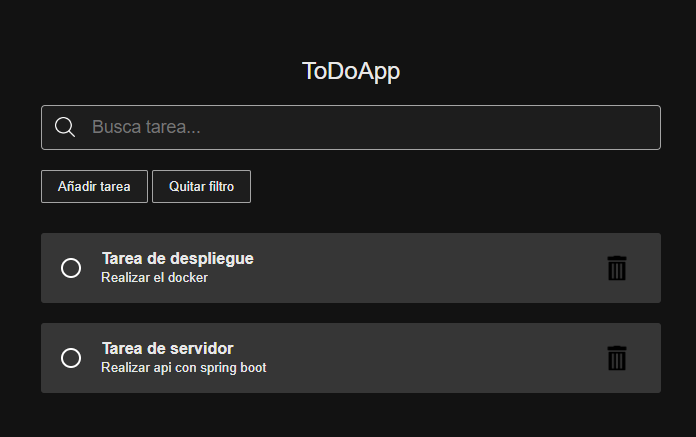 ToDoApp
Busca tarea...
Añadir tarea Quitar filtro
Tarea de despliegue
Realizar el docker
Tarea de servidor
Realizar api con spring boot